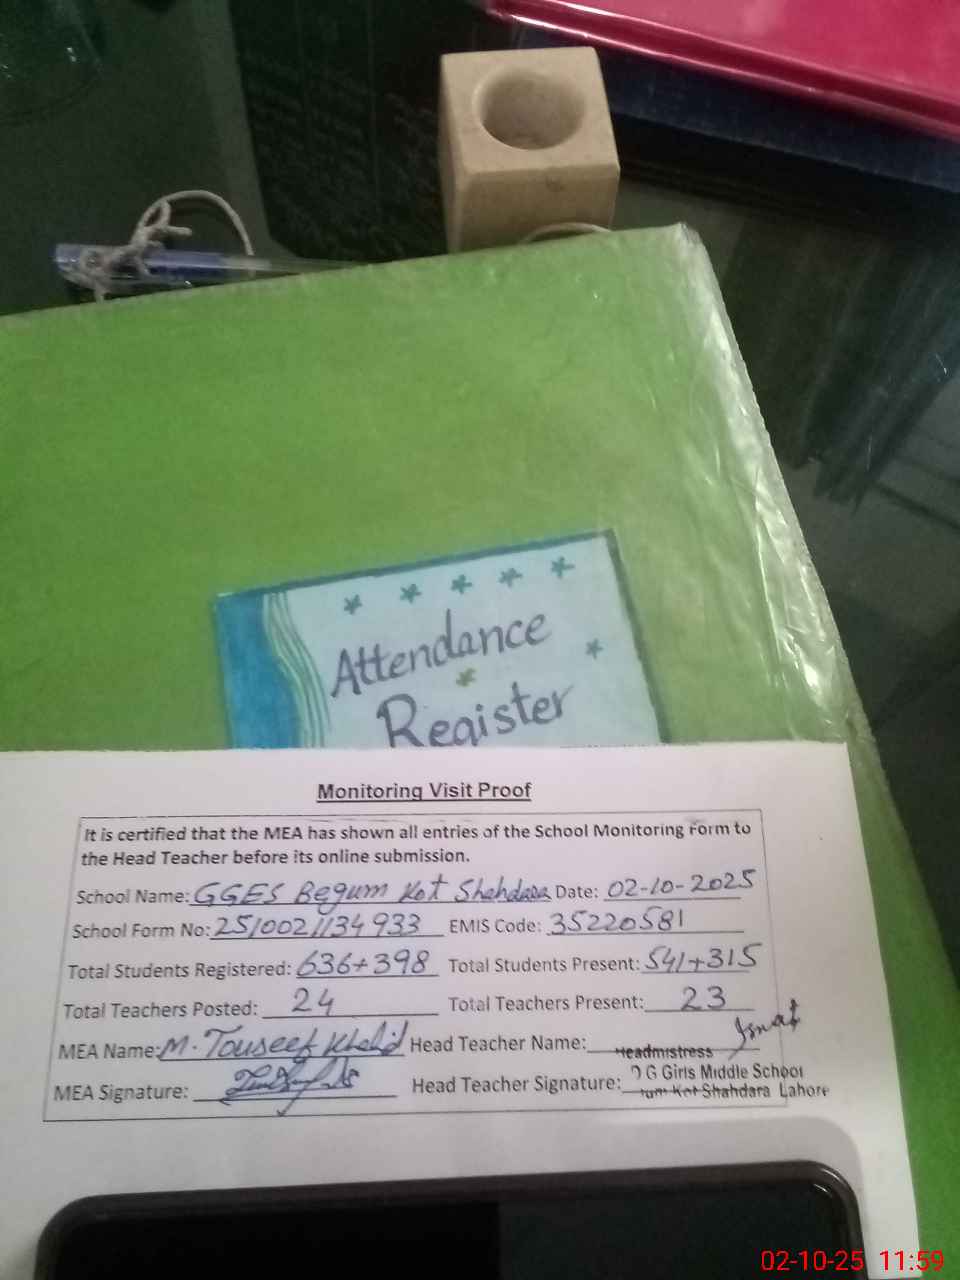 Attendance
Register
Monitoring Visit Proof
It is certified that the MEA has shown all entries of the School Monitoring Form to
the Head Teacher before its online submission.
School Name: GGES Begum Kot Shahdara Date: 02-10-2025
School Form No: 2510021134933 EMIS Code: 35220581
Total Students Registered: 636+398 Total Students Present: 541+315
Total Teachers Posted: 24 Total Teachers Present: 23
MEA Name: M. Touseef Khalid Head Teacher Name:
Headmistress
MEA Signature: Head Teacher Signature:
G Girls Middle School
Kot Shahdara Lahore
02-10-25 11:59